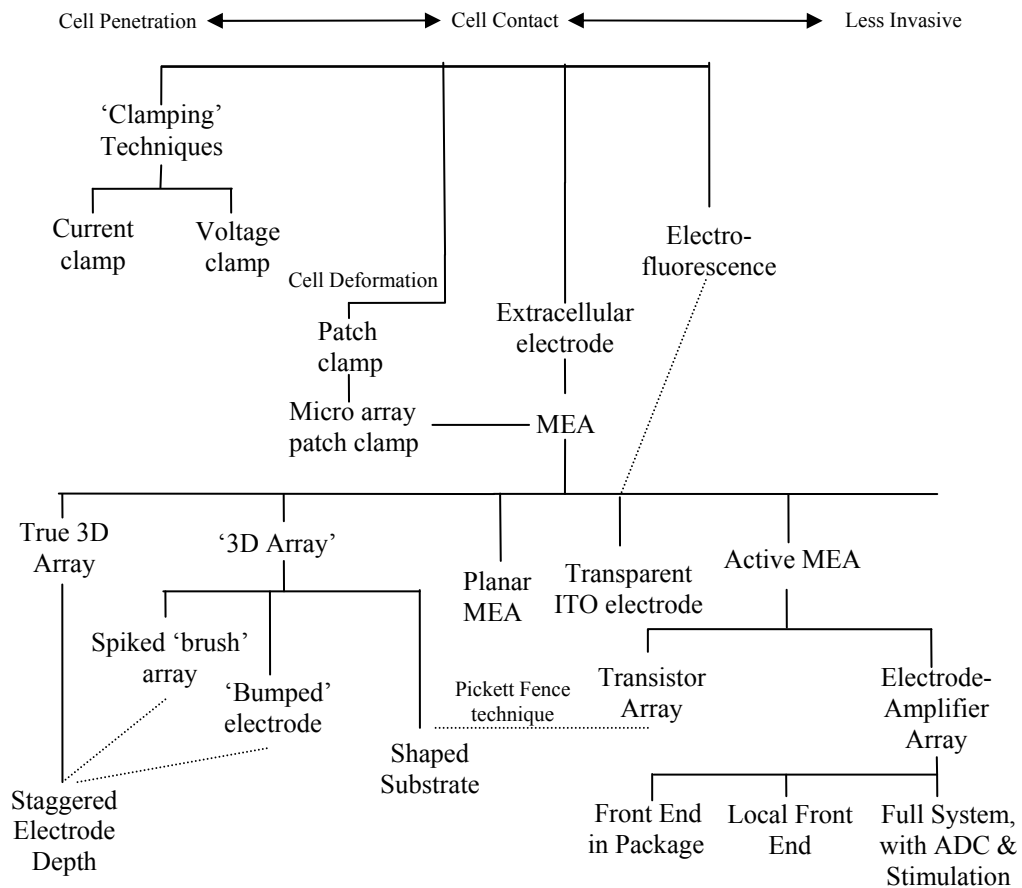 Cell Penetration
Cell Contact
Less Invasive
‘Clamping’
Techniques
Current
clamp
Voltage
clamp
Electro-
fluorescence
Cell Deformation
Extracellular
electrode
Patch
clamp
Micro array
patch clamp
MEA
True 3D
Array
‘3D Array’
Planar
MEA
Transparent
ITO electrode
Active MEA
Spiked ‘brush’
array
‘Bumped’
electrode
Pickett Fence
technique
Transistor
Array
Electrode-
Amplifier
Array
Shaped
Substrate
Staggered
Electrode
Depth
Front End
in Package
Local Front
End
Full System,
with ADC &
Stimulation